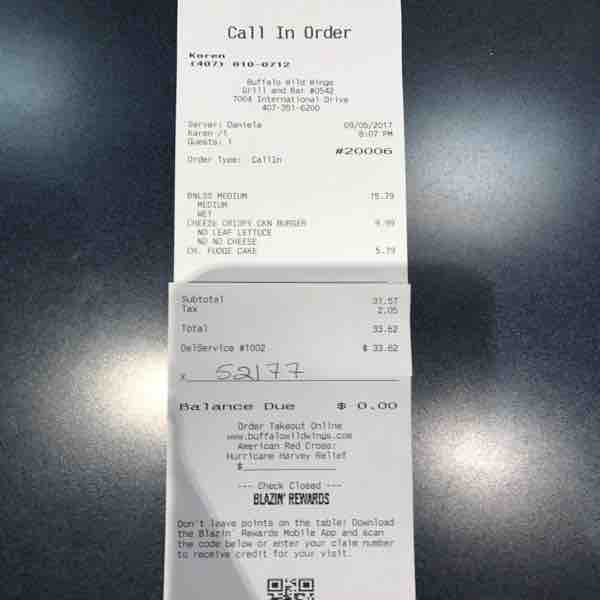 Call In Order
Karen
(407) 810-0712
Buffalo Wild Wings
Grill and Bar #0542
7004 International Drive
407-351-6200
Server: Daniela 09/05/2017
Karen /1 8:07 PM
Guests: 1
#20006
Order Type: CallIn
BNLSS MEDIUM 15.79
MEDIUM
WET
CHEESE CRISPY CKN BURGER 9.99
NO LEAF LETTUCE
NO NO CHEESE
CH. FUDGE CAKE 5.79
Subtotal 31.57
Tax 2.05
Total 33.62
DelService #1002 $ 33.62
x 52177
Balance Due $ 0.00
Order Takeout Online
www.buffalowildwings.com
American Red Cross:
Hurricane Harvey Relief
$
--- Check Closed ---
BLAZIN' REWARDS
Don't leave points on the table! Download
the Blazin' Rewards Mobile App and scan
the code below or enter your claim number
to receive credit for your visit.